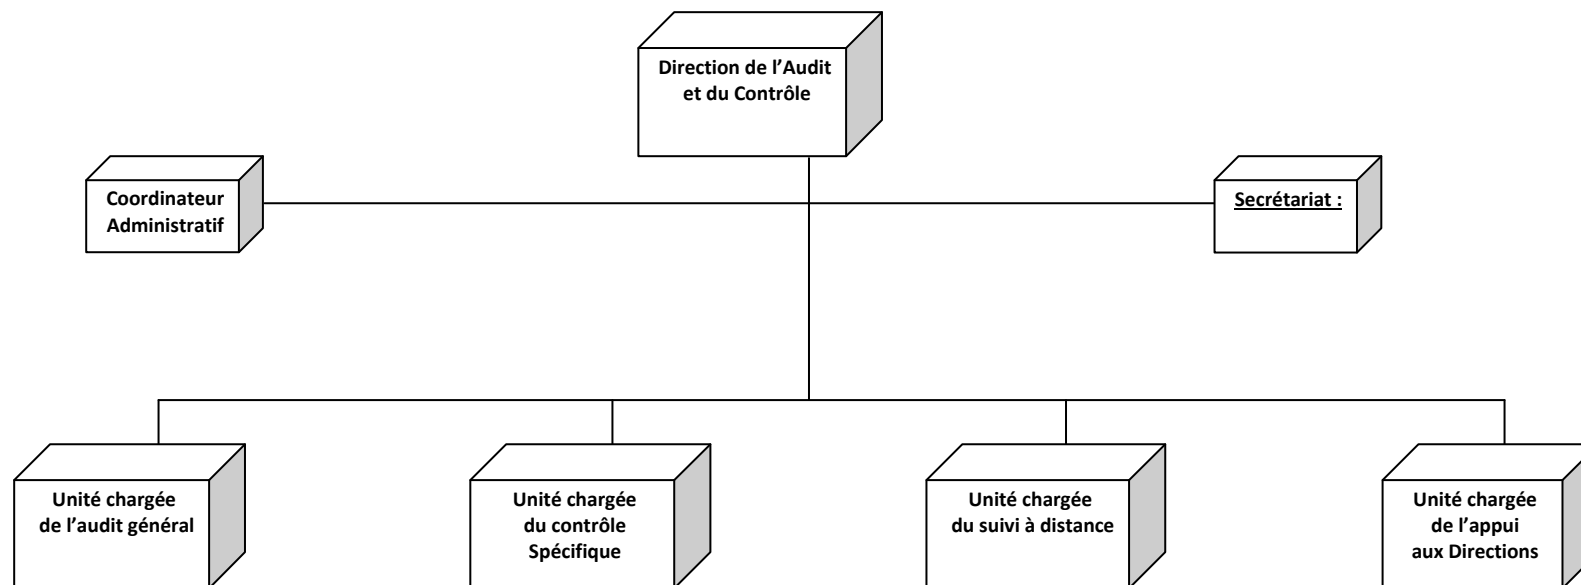 Direction de l’Audit
et du Contrôle
Coordinateur
Administratif
Secrétariat :
Unité chargée
de l’audit général
Unité chargée
du contrôle
Spécifique
Unité chargée
du suivi à distance
Unité chargée
de l’appui
aux Directions